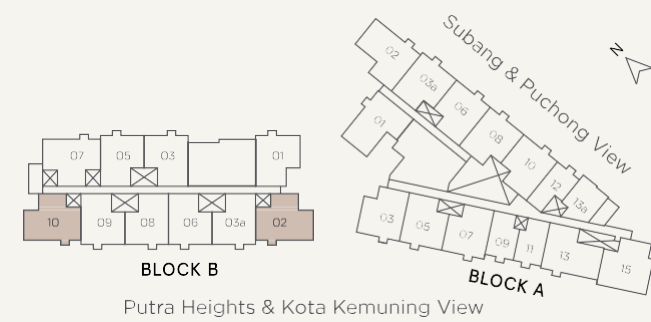 Subang & Puchong View
N
02
03a
06
08
10
12
13a
01
03
05
07
09
11
13
15
BLOCK A
07
05
03
01
10
09
08
06
03a
02
BLOCK B
Putra Heights & Kota Kemuning View